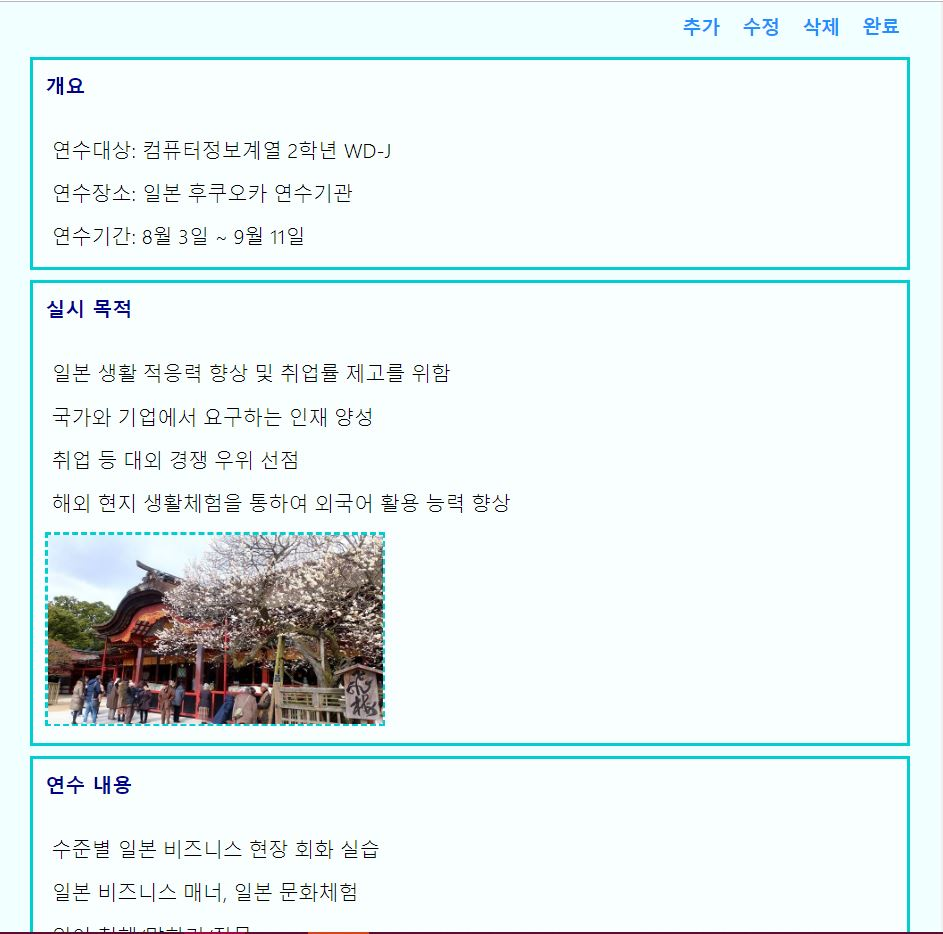 추가 수정 삭제 완료
개요
연수대상: 컴퓨터정보계열 2학년 WD-J
연수장소: 일본 후쿠오카 연수기관
연수기간: 8월 3일 ~ 9월 11일
실시 목적
일본 생활 적응력 향상 및 취업률 제고를 위함
국가와 기업에서 요구하는 인재 양성
취업 등 대외 경쟁 우위 선점
해외 현지 생활체험을 통하여 외국어 활용 능력 향상
연수 내용
수준별 일본 비즈니스 현장 회화 실습
일본 비즈니스 매너, 일본 문화체험